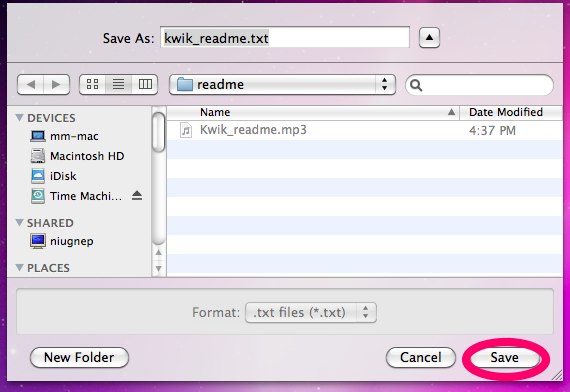 Save As: kwik_readme.txt
readme
DEVICES
mm-mac
Macintosh HD
iDisk
Time Machi...
SHARED
niugnep
PLACES
Name Date Modified
Kwik_readme.mp3 4:37 PM
Format: .txt files (*.txt)
New Folder Cancel Save